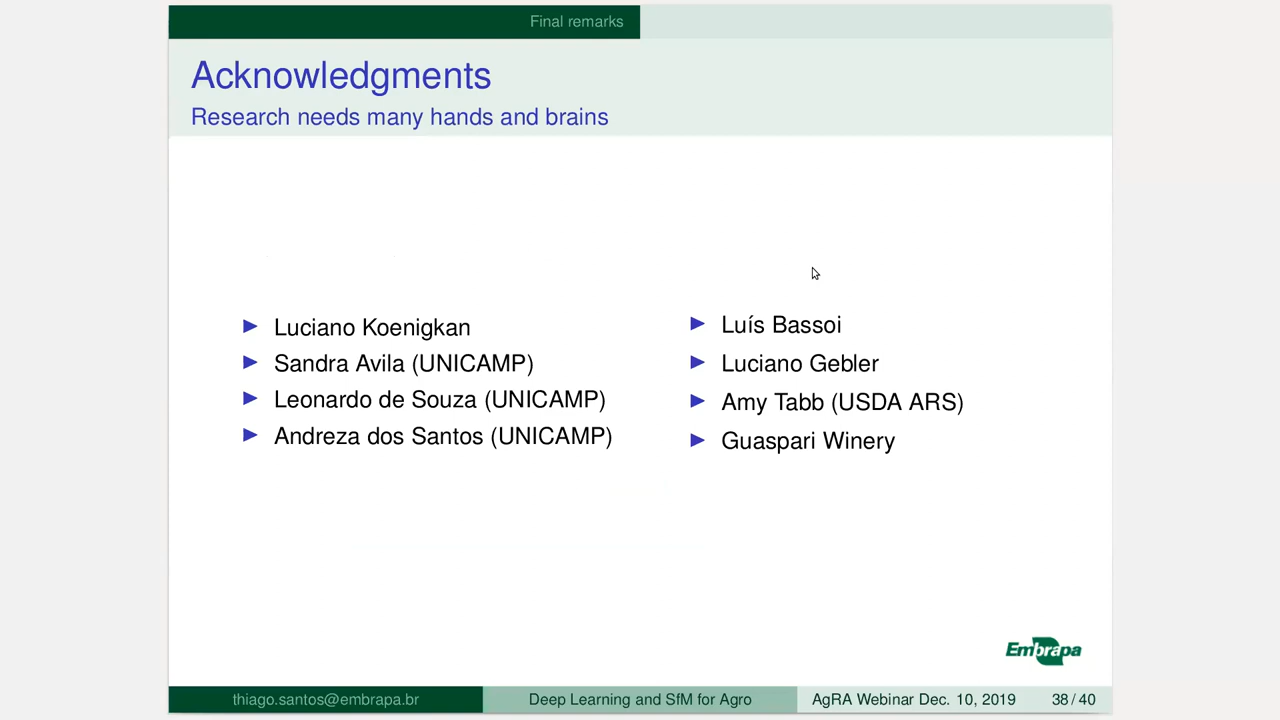 Final remarks
Acknowledgments
Research needs many hands and brains
Luciano Koenigkan
Sandra Avila (UNICAMP)
Leonardo de Souza (UNICAMP)
Andreza dos Santos (UNICAMP)
Luís Bassoi
Luciano Gebler
Amy Tabb (USDA ARS)
Guaspari Winery
Embrapa
thiago.santos@embrapa.br
Deep Learning and SfM for Agro
AgRA Webinar Dec. 10, 2019
38 / 40